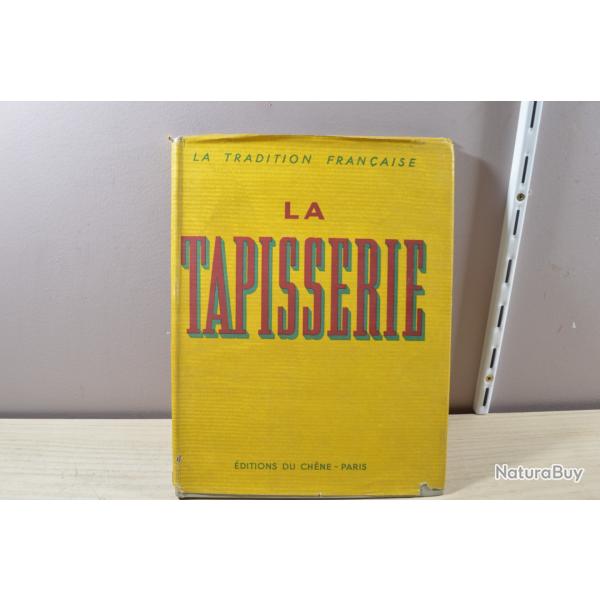 LA TRADITION FRANÇAISE
LA
TAPISSERIE
ÉDITIONS DU CHÊNE - PARIS
NaturaBuy